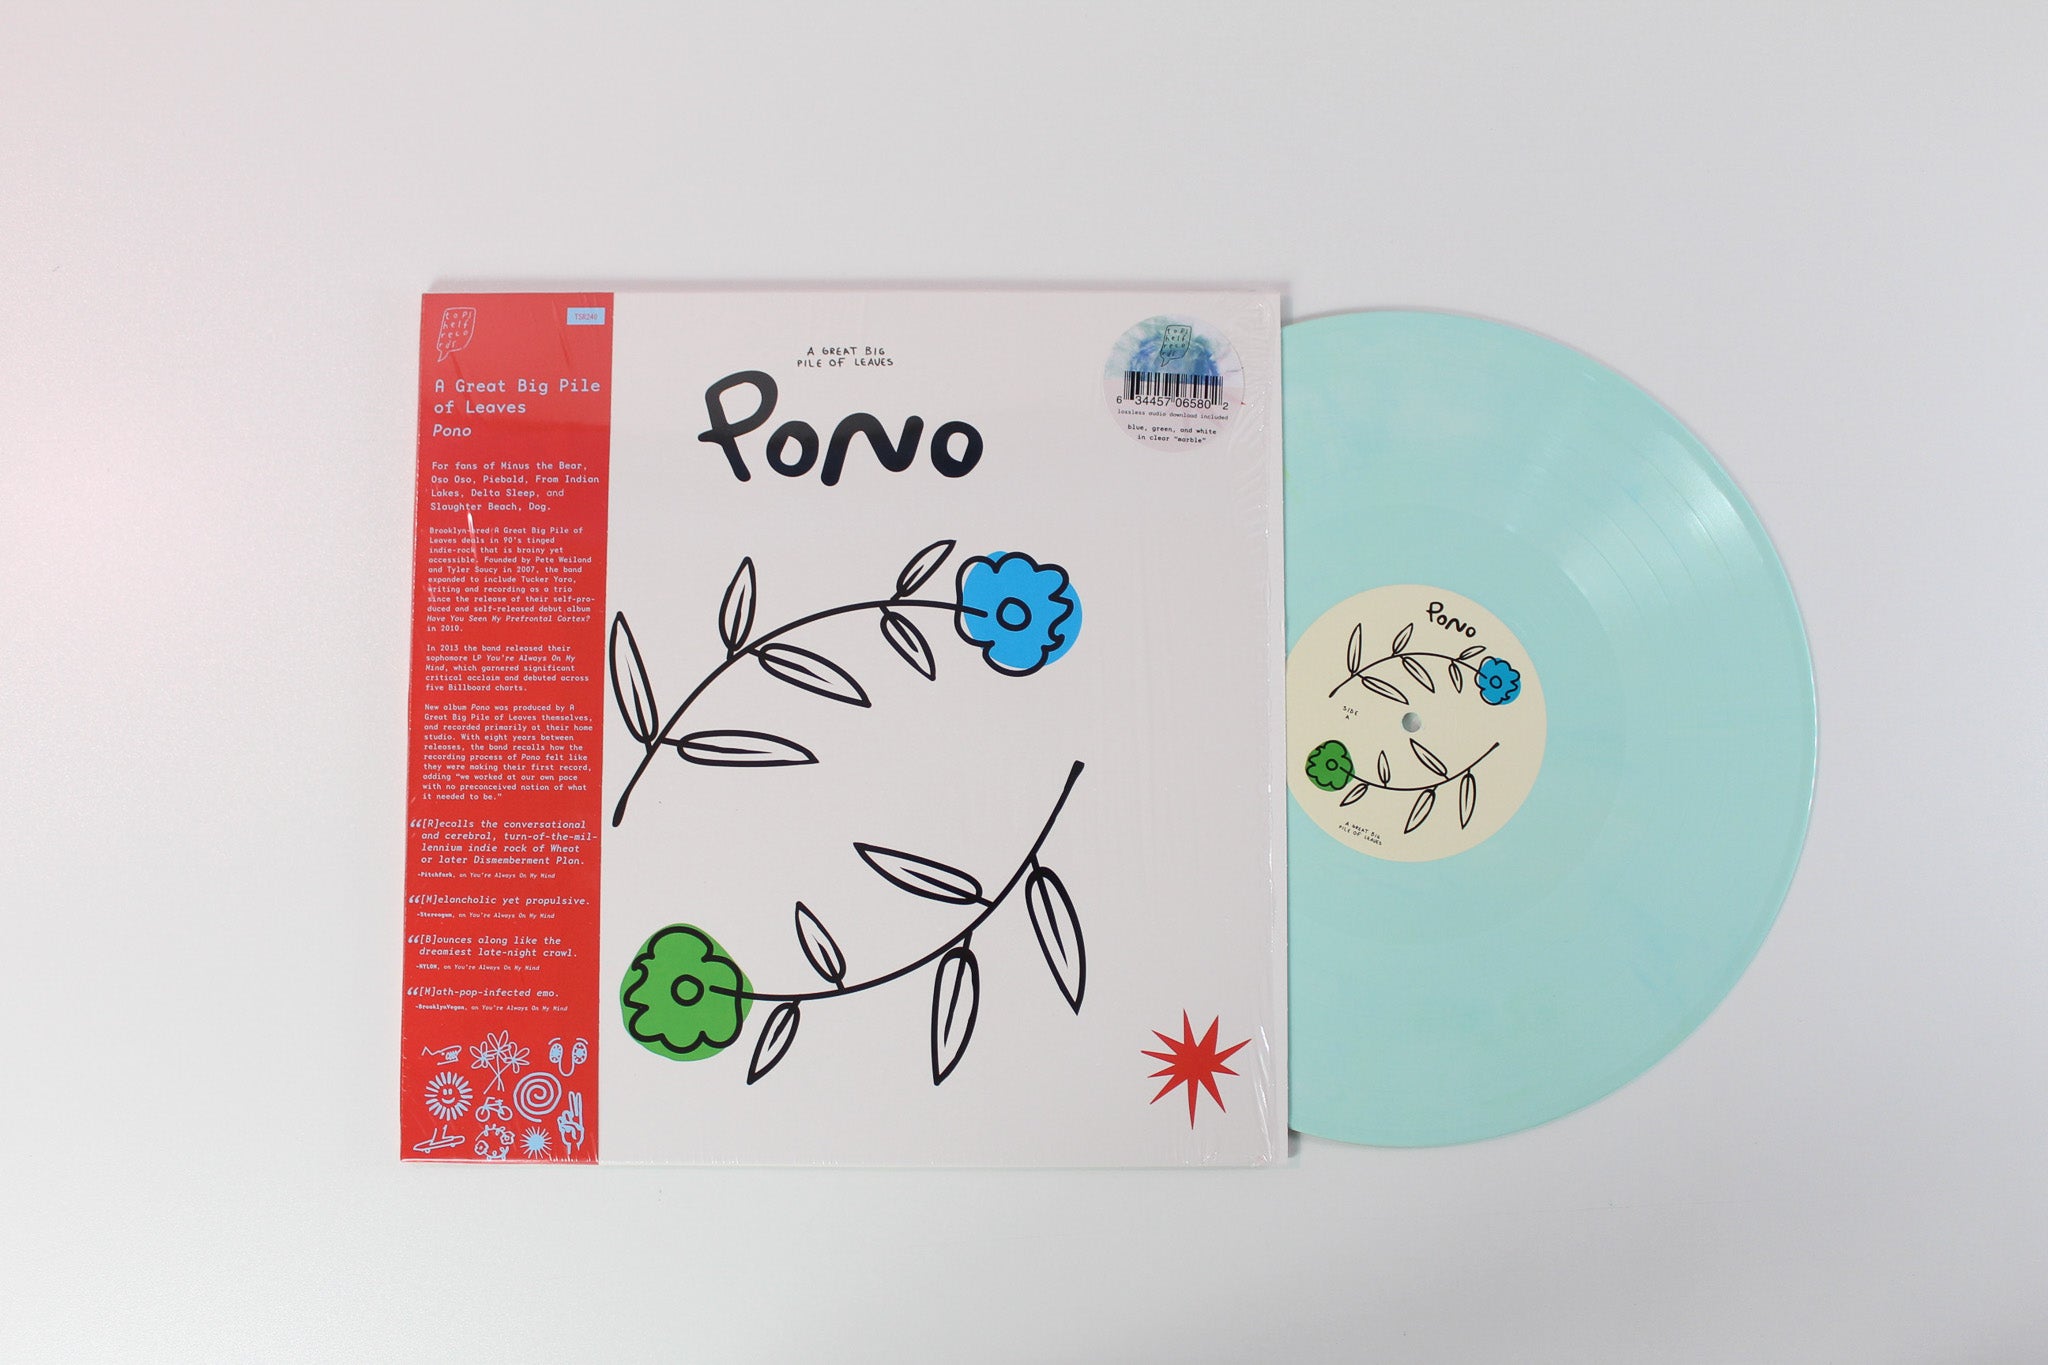 tops
helf
reco
rds
TSR240
A Great Big Pile
of Leaves
Pono
For fans of Minus the Bear,
Oso Oso, Piebald, From Indian
Lakes, Delta Sleep, and
Slaughter Beach, Dog.
Brooklyn-bred A Great Big Pile of
Leaves deals in 90's tinged
indie-rock that is brainy yet
accessible. Founded by Pete Weiland
and Tyler Soucy in 2007, the band
expanded to include Tucker Yaro,
writing and recording as a trio
since the release of their self-pro-
duced and self-released debut album
Have You Seen My Prefrontal Cortex?
in 2010.
In 2013 the band released their
sophomore LP You're Always On My
Mind, which garnered significant
critical acclaim and debuted across
five Billboard charts.
New album Pono was produced by A
Great Big Pile of Leaves themselves,
and recorded primarily at their home
studio. With eight years between
releases, the band recalls how the
recording process of Pono felt like
they were making their first record,
adding "we worked at our own pace
with no preconceived notion of what
it needed to be."
“[R]ecalls the conversational
and cerebral, turn-of-the-mil-
lennium indie rock of Wheat
or later Dismemberment Plan.
-Pitchfork, on You're Always On My Mind
“[M]elancholic yet propulsive.
-Stereogum, on You're Always On My Mind
“[B]ounces along like the
dreamiest late-night crawl.
-NYLON, on You're Always On My Mind
“[M]ath-pop-infected emo.
-BrooklynVegan, on You're Always On My Mind
A GREAT BIG
PILE OF LEAVES
PONO
tops
helf
reco
rds
6 34457 06580 2
lossless audio download included
blue, green, and white
in clear "marble"
PONO
SIDE
A
A GREAT BIG
PILE OF LEAVES